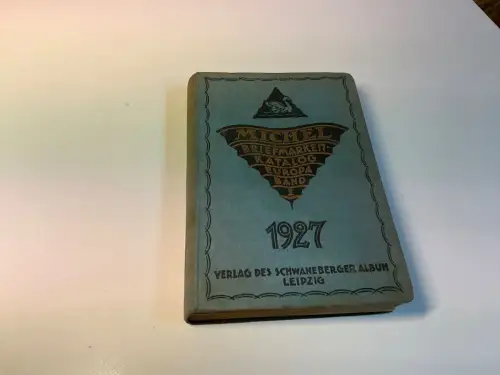 MICHEL
BRIEFMARKEN-
KATALOG
EUROPA
BAND
I
1927
VERLAG DES SCHWANEBERGER ALBUM
LEIPZIG